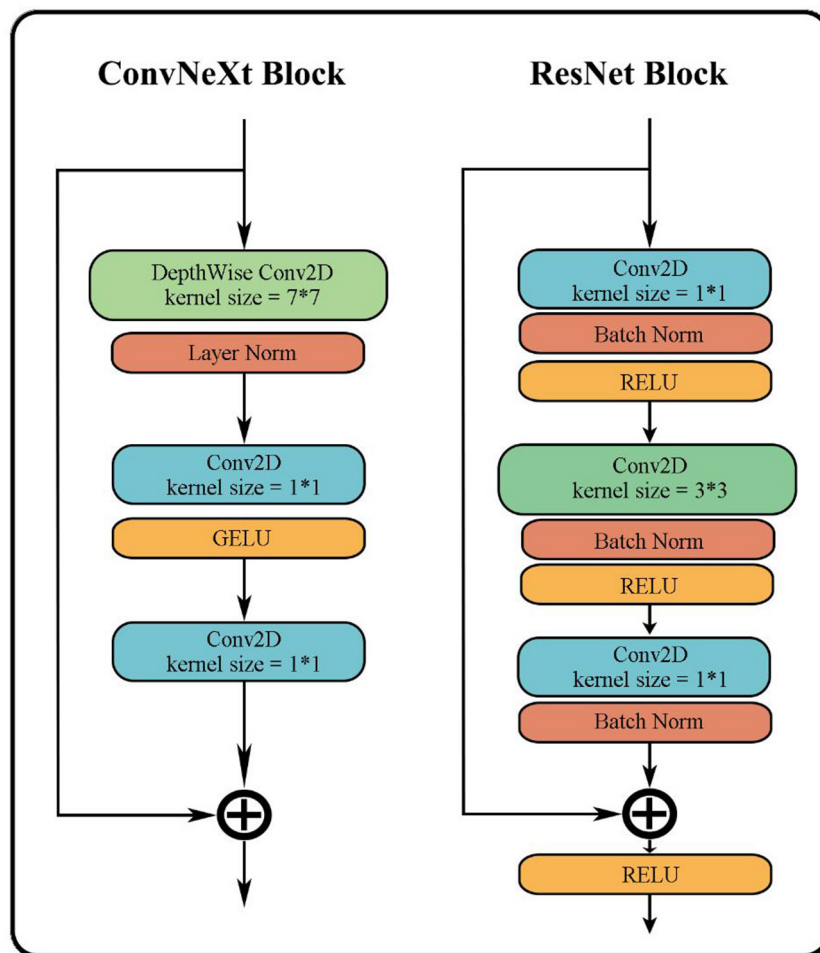 ConvNeXt Block
DepthWise Conv2D
kernel size = 7*7
Layer Norm
Conv2D
kernel size = 1*1
GELU
Conv2D
kernel size = 1*1
ResNet Block
Conv2D
kernel size = 1*1
Batch Norm
RELU
Conv2D
kernel size = 3*3
Batch Norm
RELU
Conv2D
kernel size = 1*1
Batch Norm
RELU